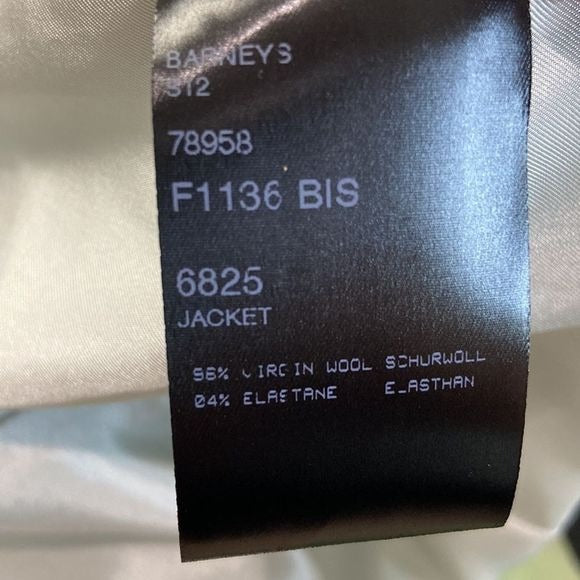 BARNEYS
S12
78958
F1136 BIS
6825
JACKET
96% VIRGIN WOOL SCHURWOLL
04% ELASTANE ELASTHAN